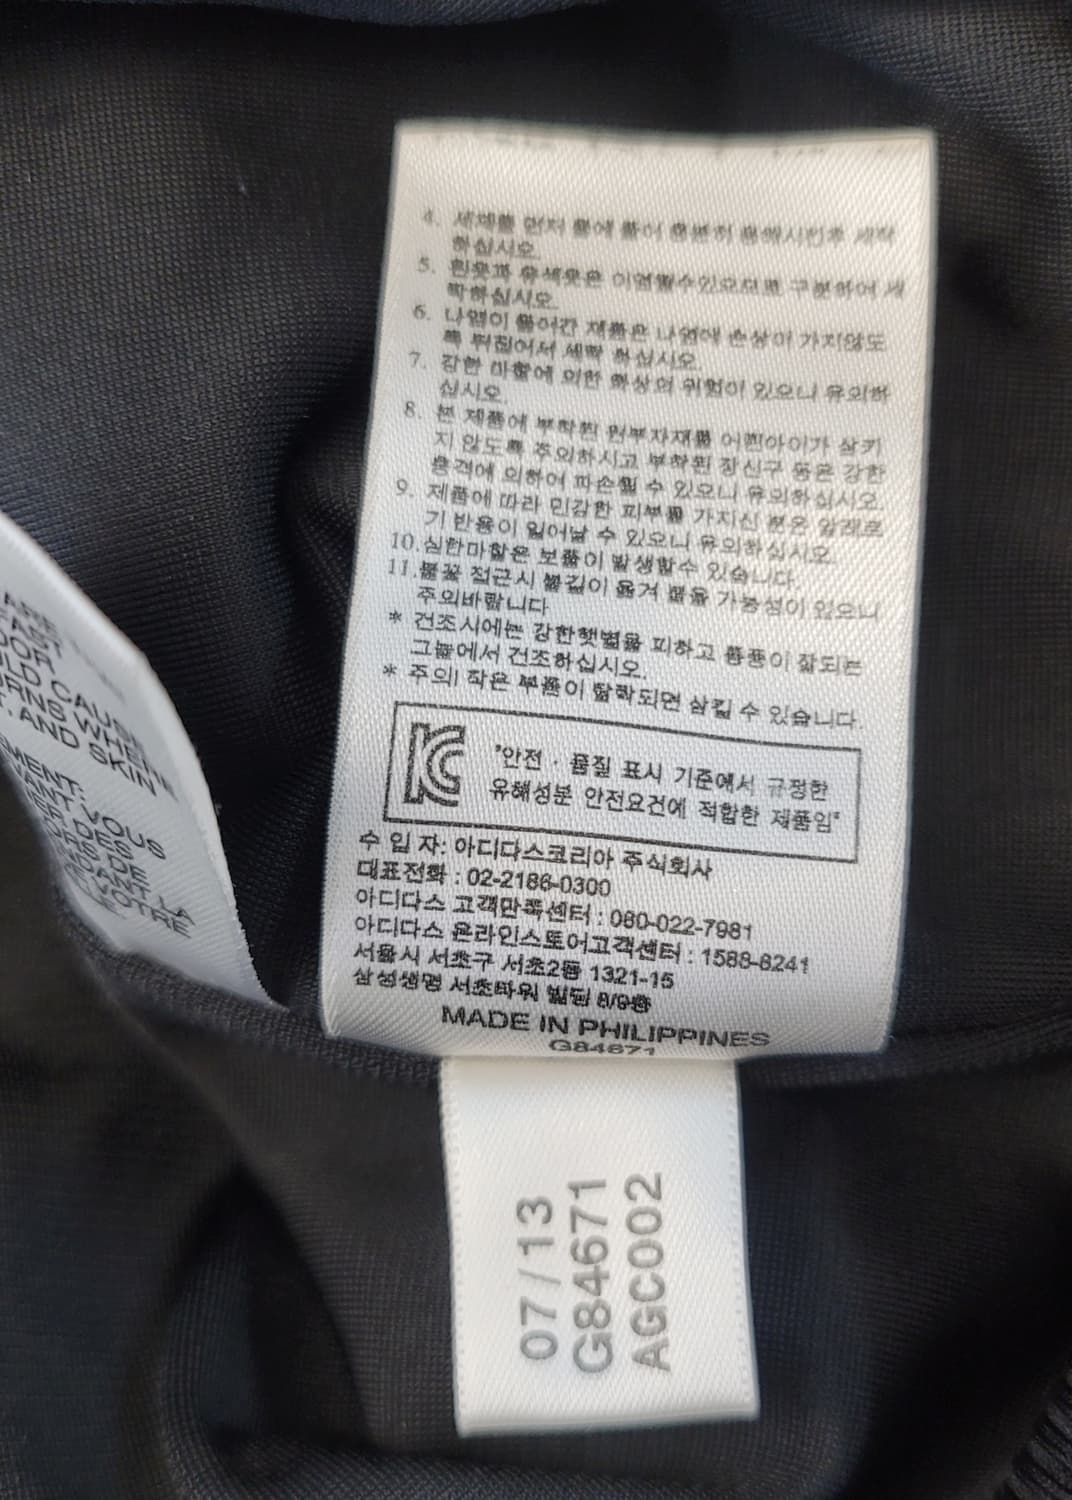 4. 세제를 먼저 물에 풀어 충분히 용해시킨후 세탁
하십시오.
5. 흰옷과 유색옷은 이염될수있으므로 구분하여 세
탁하십시오.
6. 나염이 들어간 제품은 나염에 손상이 가지않도
록 뒤집어서 세탁 하십시오.
7. 강한 마찰에 의한 화상의 위험이 있으니 유의하
십시오.
8. 본 제품에 부착된 원부자재를 어린아이가 삼키
지 않도록 주의하시고 부착된 장신구 등은 강한
충격에 의하여 파손될 수 있으니 유의하십시오.
9. 제품에 따라 민감한 피부를 가지신 분은 알레르
기 반응이 일어날 수 있으니 유의하십시오.
10.심한마찰은 보풀이 발생할수 있습니다.
11.불꽃 접근시 불길이 옮겨 붙을 가능성이 있으니
주의바랍니다
* 건조시에는 강한햇볕을 피하고 통풍이 잘되는
그늘에서 건조하십시오.
* 주의! 작은 부품이 탈락되면 삼킬 수 있습니다.
"안전 · 품질 표시 기준에서 규정한
유해성분 안전요건에 적합한 제품임"
수 입 자: 아디다스코리아 주식회사
대표전화 : 02-2186-0300
아디다스 고객만족센터 : 080-022-7981
아디다스 온라인스토어고객센터 : 1588-8241
서울시 서초구 서초2동 1321-15
삼성생명 서초타워 빌딩 8/9층
MADE IN PHILIPPINES
G84671
07/13
G84671
AGC002
CAUSE
WHEN
AND SKIN
VOUS
DES
DE
LA
VOTRE